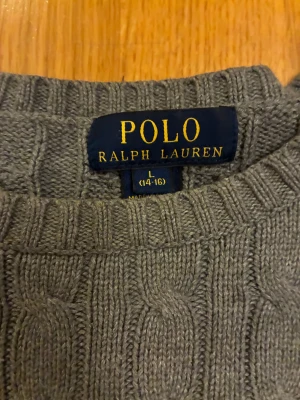 POLO
RALPH LAUREN
L
(14-16)